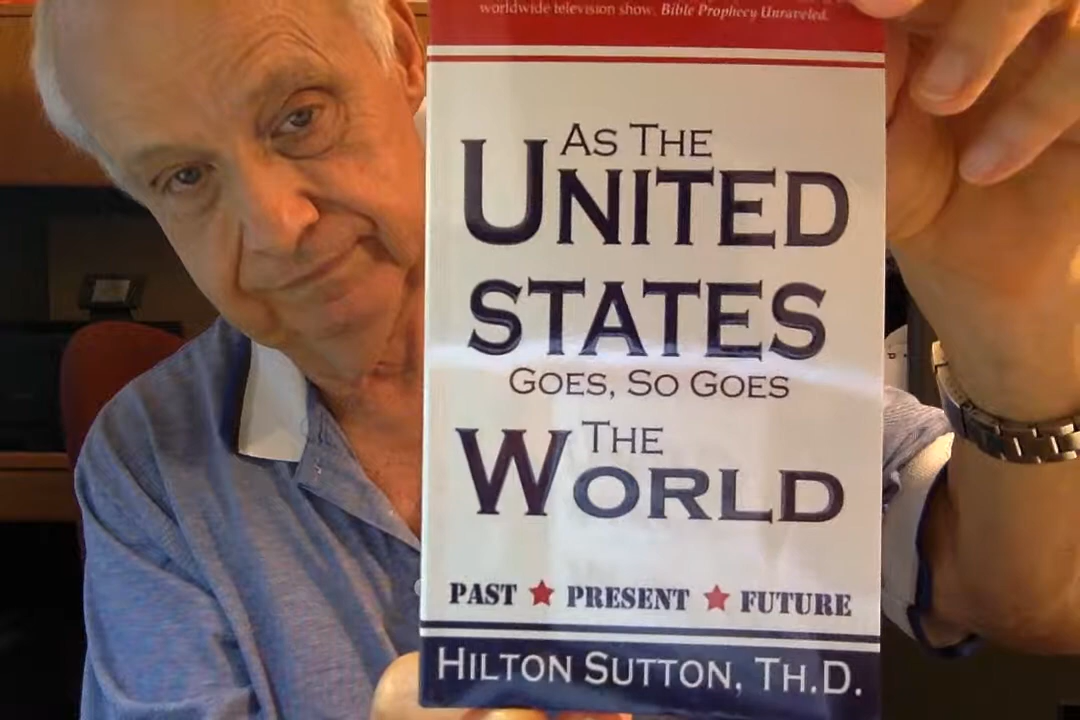 worldwide television show, Bible Prophecy Unraveled.
AS THE
UNITED
STATES
GOES, SO GOES
THE
WORLD
PAST ★ PRESENT ★ FUTURE
HILTON SUTTON, TH.D.